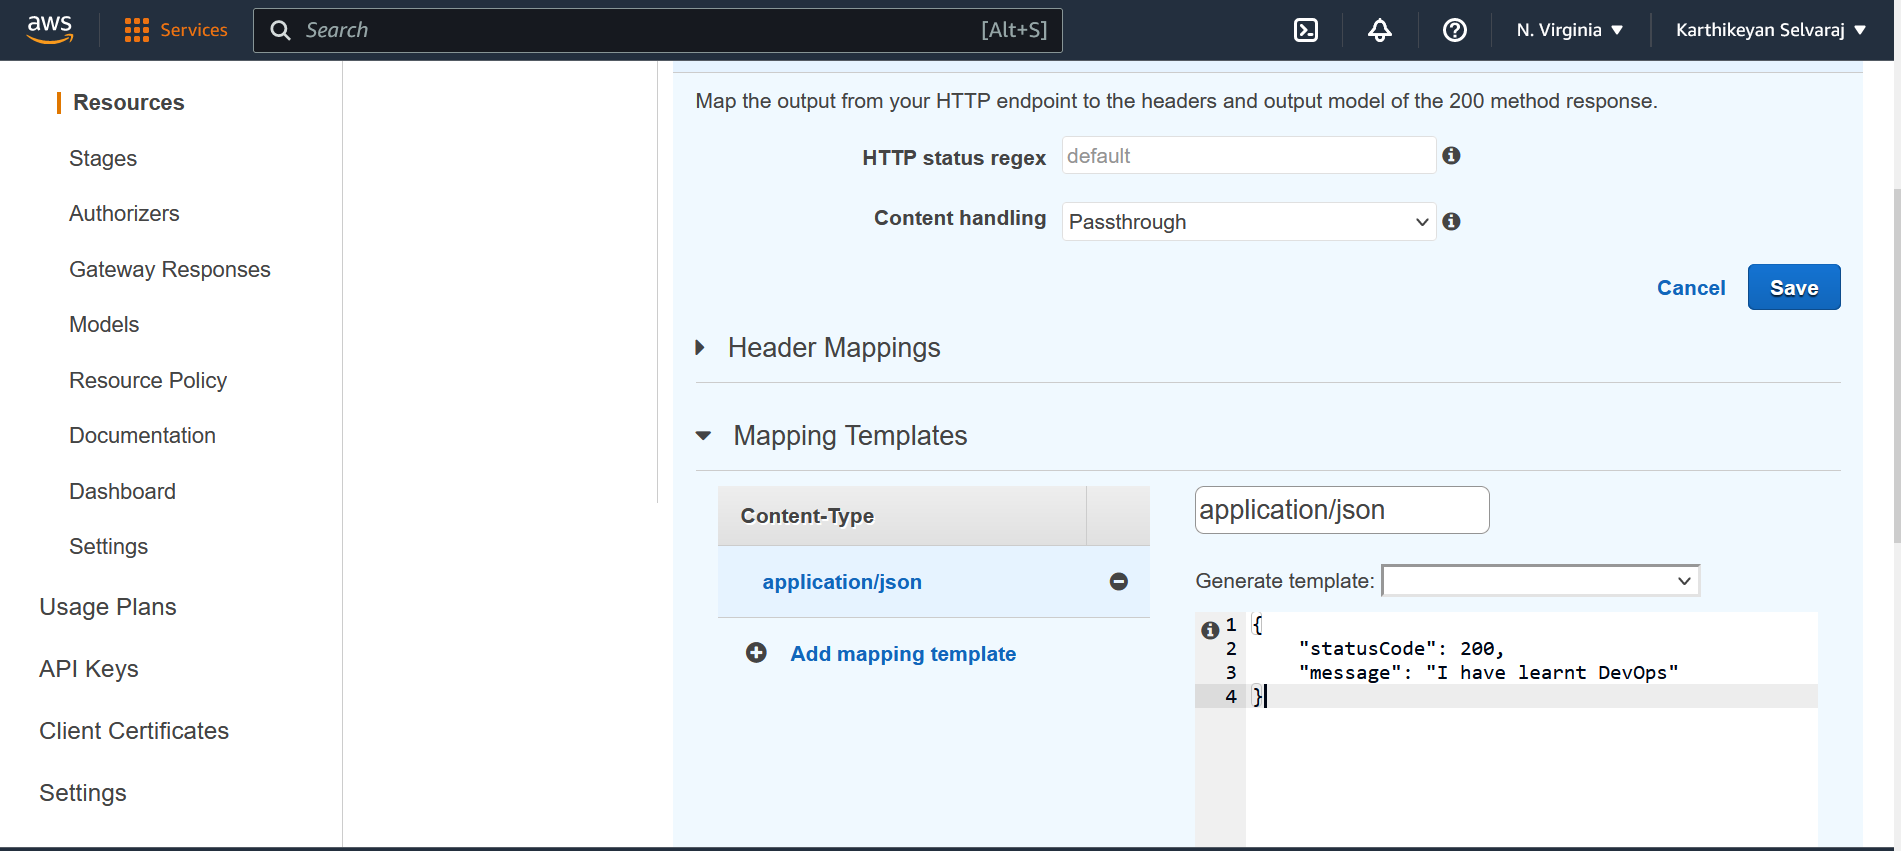 aws
Services
Search
[Alt+S]
N. Virginia
Karthikeyan Selvaraj
Resources
Stages
Authorizers
Gateway Responses
Models
Resource Policy
Documentation
Dashboard
Settings
Usage Plans
API Keys
Client Certificates
Settings
Map the output from your HTTP endpoint to the headers and output model of the 200 method response.
HTTP status regex default
Content handling Passthrough
Cancel Save
Header Mappings
Mapping Templates
Content-Type
application/json
Add mapping template
application/json
Generate template:
1 {
2 "statusCode": 200,
3 "message": "I have learnt DevOps"
4 }